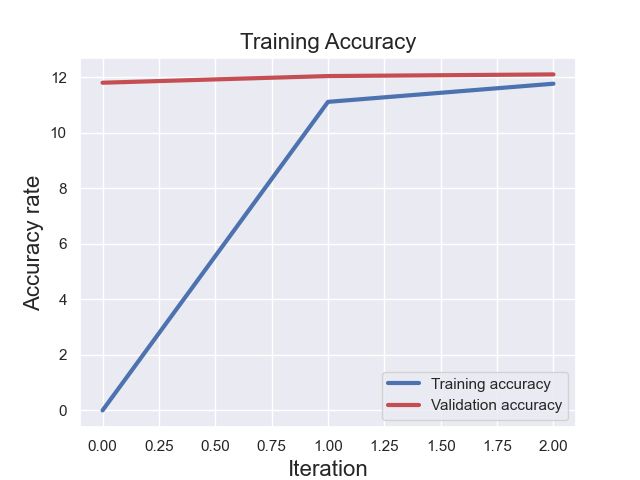 Training Accuracy
Accuracy rate
12
10
8
6
4
2
0
Training accuracy
Validation accuracy
0.00 0.25 0.50 0.75 1.00 1.25 1.50 1.75 2.00
Iteration